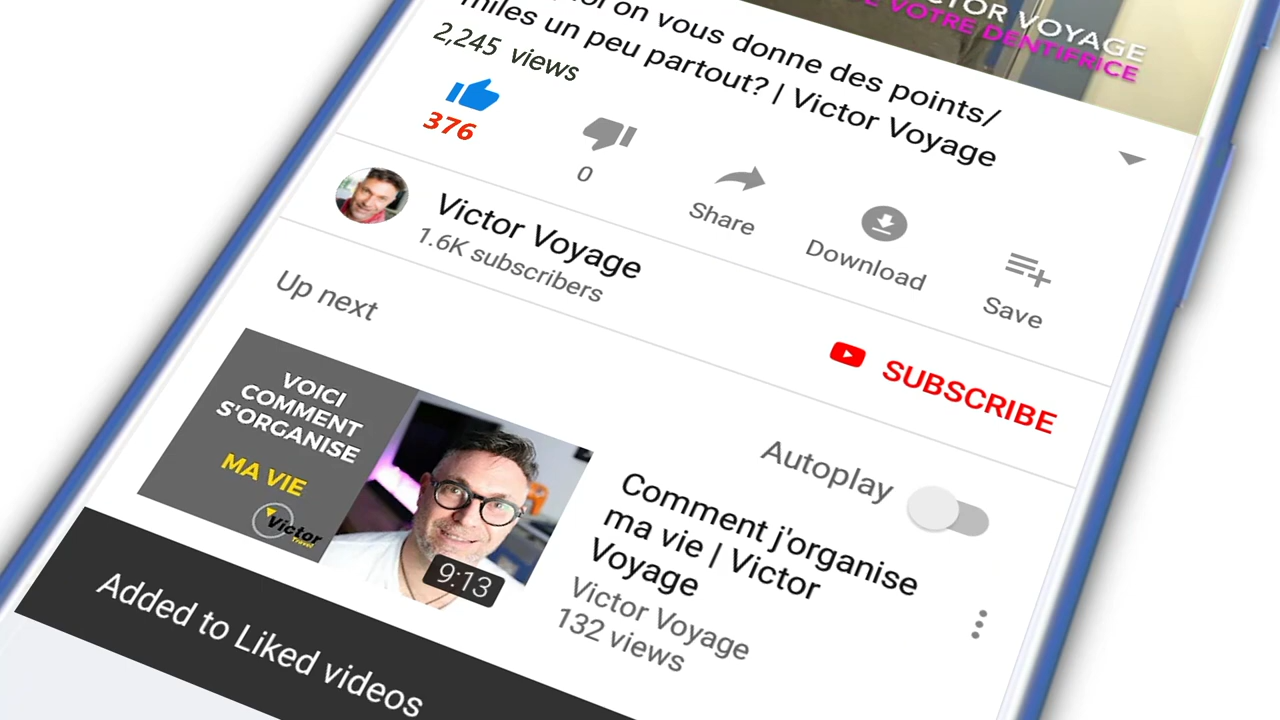 CTOR VOYAGE
DE VOTRE DENTIFRICE
on vous donne des points/
miles un peu partout? | Victor Voyage
2,245 views
376
0
Share
Download
Save
Victor Voyage
1.6K subscribers
SUBSCRIBE
Up next
Autoplay
VOICI
COMMENT
S'ORGANISE
MA VIE
Victor
Travel
9:13
Comment j'organise
ma vie | Victor
Voyage
Victor Voyage
132 views
Added to Liked videos